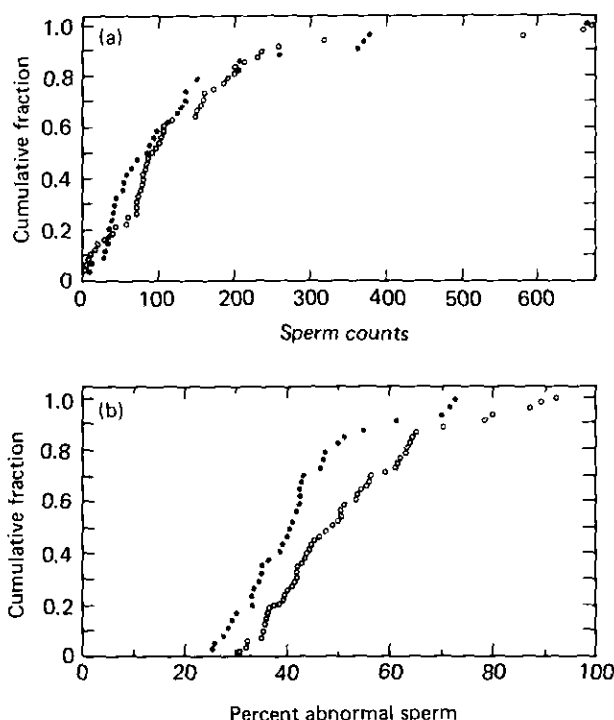 (a)
1.0
0.8
0.6
0.4
0.2
0
Cumulative fraction
0 100 200 300 400 500 600
Sperm counts
(b)
1.0
0.8
0.6
0.4
0.2
0
Cumulative fraction
0 20 40 60 80 100
Percent abnormal sperm